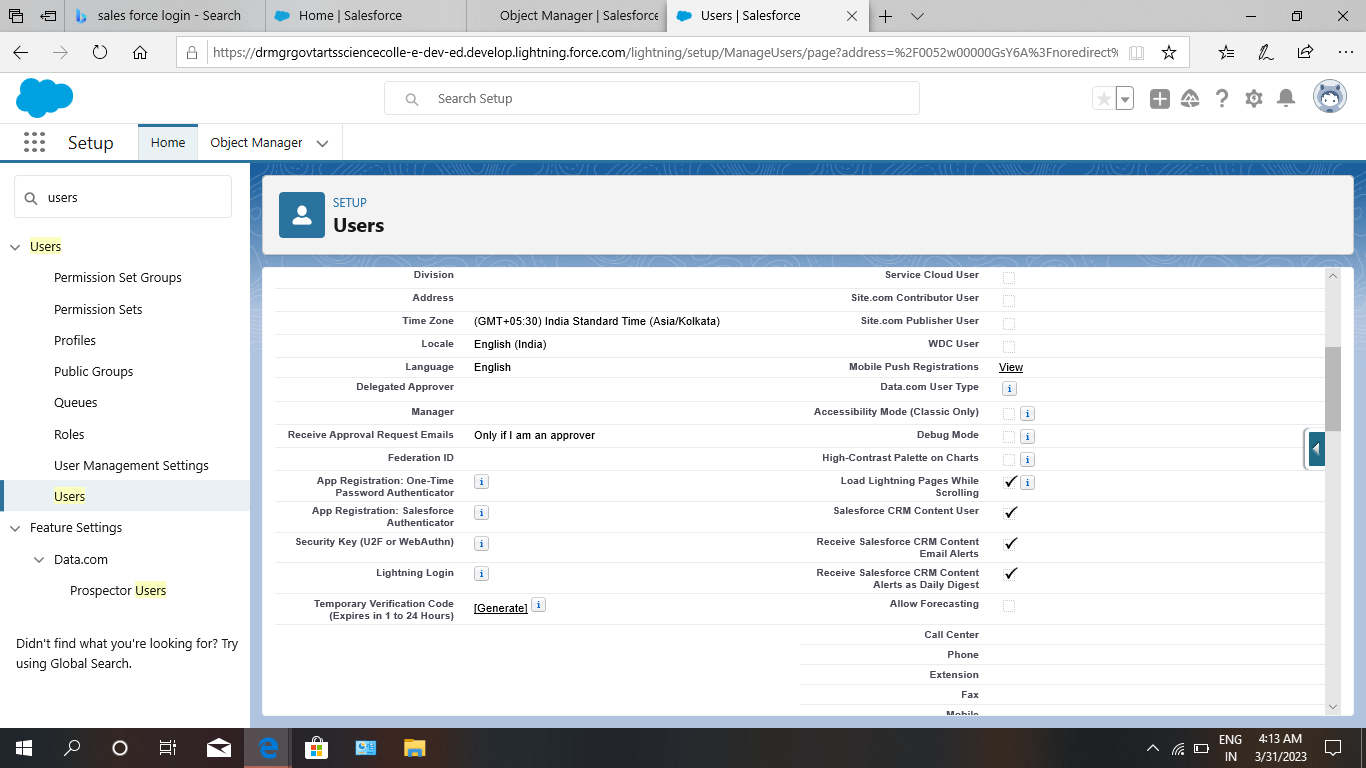 sales force login - Search
Home | Salesforce
Object Manager | Salesforce
Users | Salesforce
https://drmgrgovtartssciencecolle-e-dev-ed.develop.lightning.force.com/lightning/setup/ManageUsers/page?address=%2F0052w00000GsY6A%3Fnoredirect%
Search Setup
Setup
Home
Object Manager
users
Users
Permission Set Groups
Permission Sets
Profiles
Public Groups
Queues
Roles
User Management Settings
Users
Feature Settings
Data.com
Prospector Users
Didn't find what you're looking for? Try
using Global Search.
SETUP
Users
Division
Address
Time Zone (GMT+05:30) India Standard Time (Asia/Kolkata)
Locale English (India)
Language English
Delegated Approver
Manager
Receive Approval Request Emails Only if I am an approver
Federation ID
App Registration: One-Time
Password Authenticator
App Registration: Salesforce
Authenticator
Security Key (U2F or WebAuthn)
Lightning Login
Temporary Verification Code
(Expires in 1 to 24 Hours) [Generate]
Service Cloud User
Site.com Contributor User
Site.com Publisher User
WDC User
Mobile Push Registrations View
Data.com User Type
Accessibility Mode (Classic Only)
Debug Mode
High-Contrast Palette on Charts
Load Lightning Pages While
Scrolling
Salesforce CRM Content User
Receive Salesforce CRM Content
Email Alerts
Receive Salesforce CRM Content
Alerts as Daily Digest
Allow Forecasting
Call Center
Phone
Extension
Fax
Mobile
ENG
IN
4:13 AM
3/31/2023